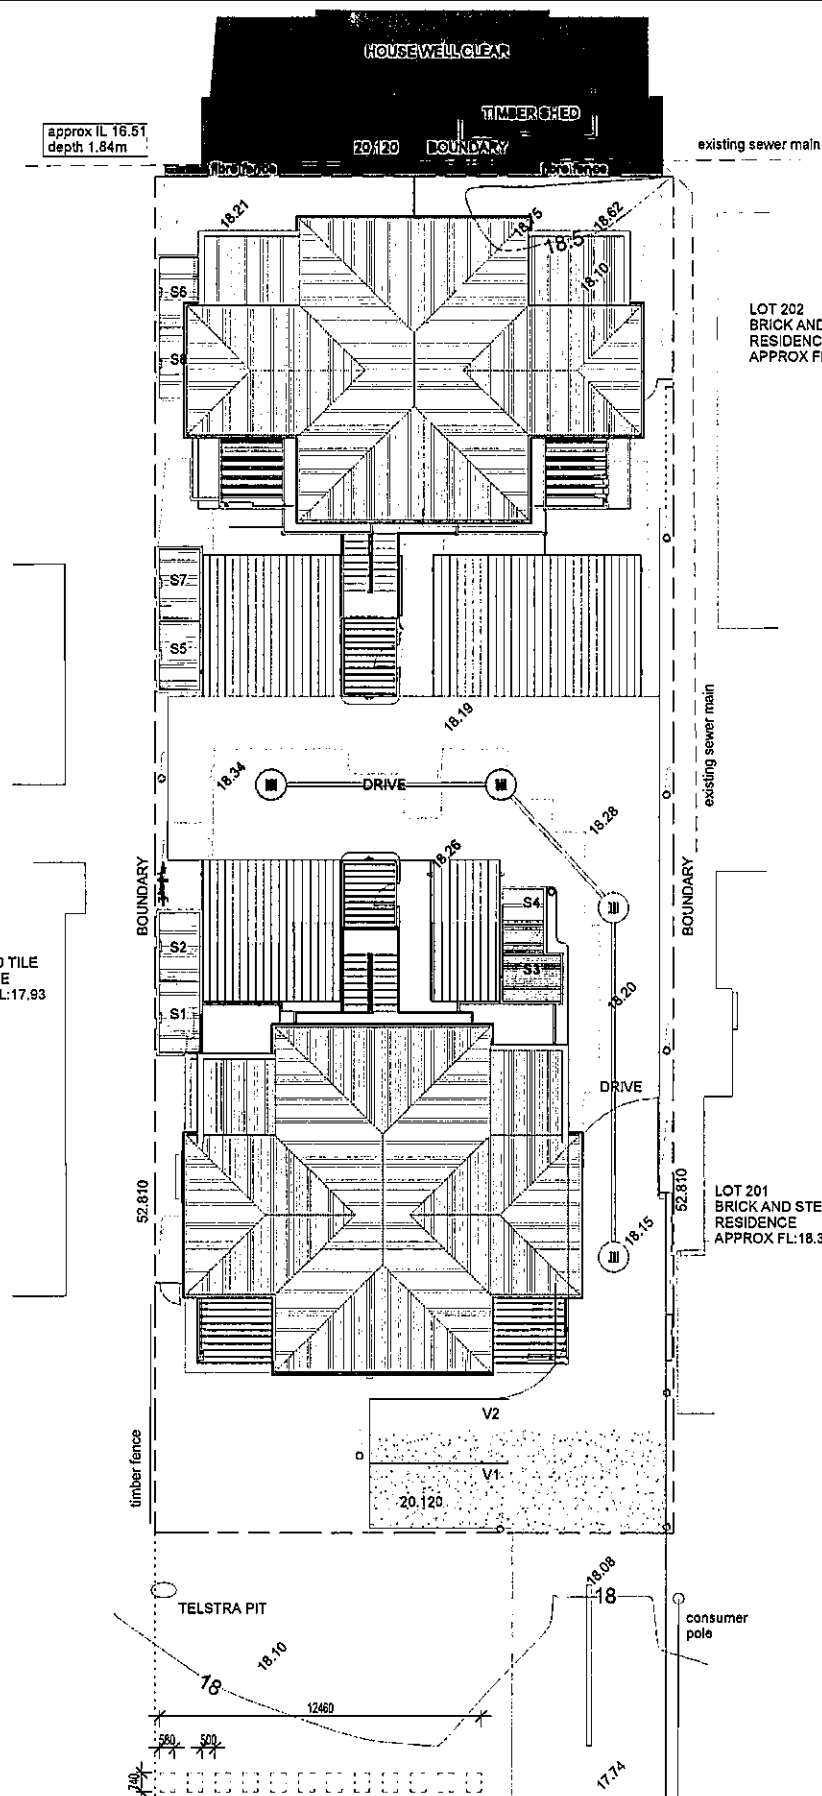 HOUSE WELL CLEAR
TIMBER SHED
approx IL 16.51
depth 1.84m
20.120 BOUNDARY
existing sewer main
fibre fence
fibre fence
18.21
18.75
18.62
18.5
18.10
S6
S8
LOT 202
BRICK AND
RESIDENC
APPROX F
S7
S5
18.19
existing sewer main
18.34
DRIVE
18.28
18.26
BOUNDARY
BOUNDARY
S4
S2
S3
D TILE
E
L:17.93
S1
18.20
DRIVE
52.810
52.810
LOT 201
BRICK AND STE
RESIDENCE
APPROX FL:18.3
18.15
timber fence
V2
V1
20.120
18.08
18
TELSTRA PIT
consumer
pole
18.10
18
12460
560
500
740
17.74